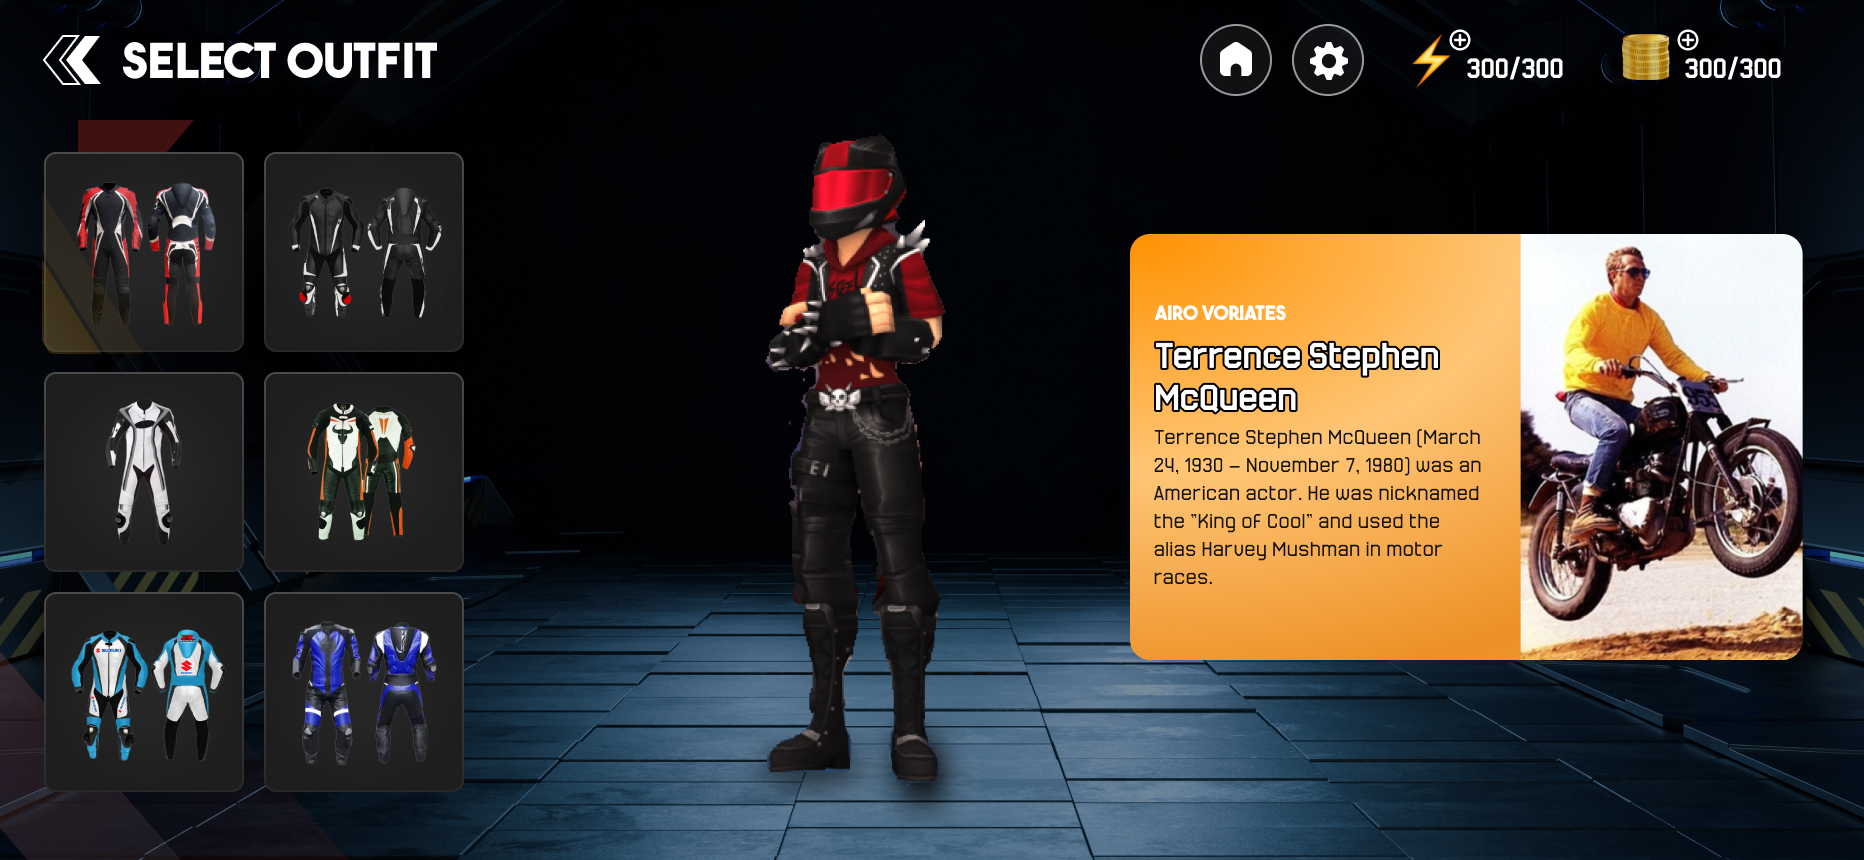 SELECT OUTFIT
300/300
300/300
AIRO VORIATES
Terrence Stephen
McQueen
Terrence Stephen McQueen (March
24, 1930 – November 7, 1980) was an
American actor. He was nicknamed
the "King of Cool" and used the
alias Harvey Mushman in motor
races.
SUZUKI